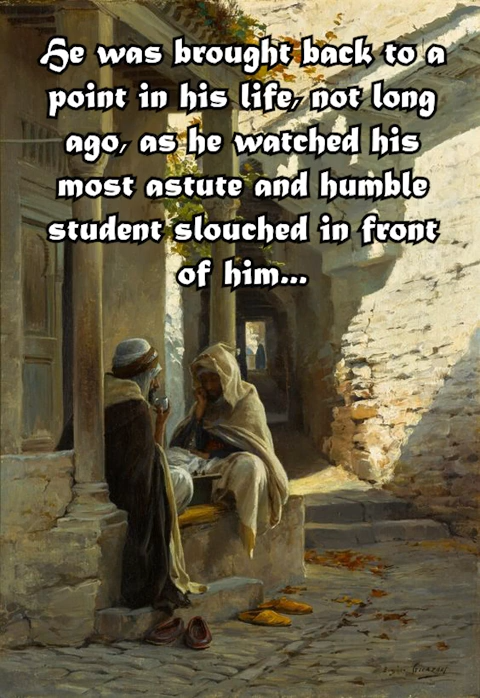 He was brought back to a
point in his life, not long
ago, as he watched his
most astute and humble
student slouched in front
of him...